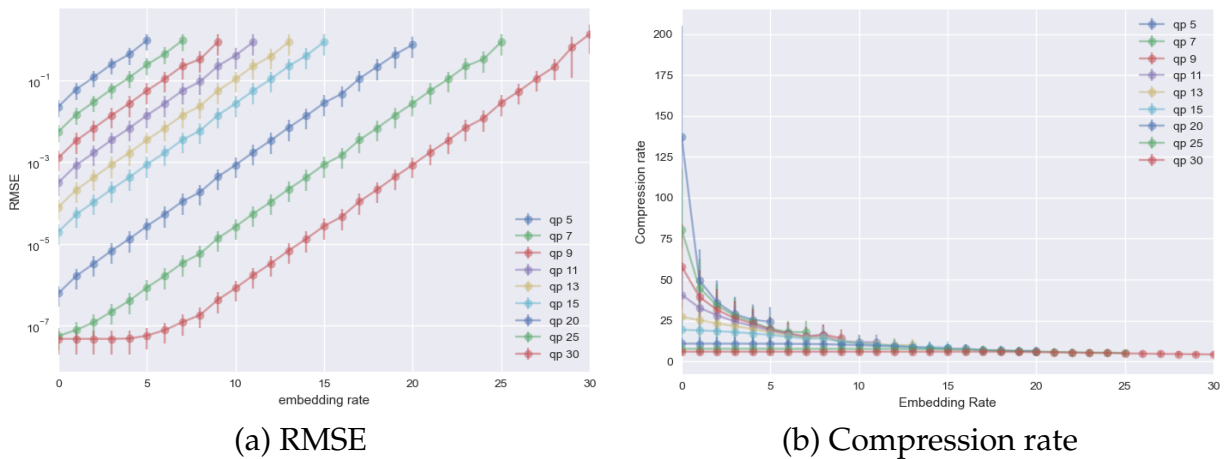 10⁻¹
10⁻³
10⁻⁵
10⁻⁷
RMSE
qp 5
qp 7
qp 9
qp 11
qp 13
qp 15
qp 20
qp 25
qp 30
0 5 10 15 20 25 30
embedding rate
(a) RMSE
200
175
150
125
100
75
50
25
0
Compression rate
qp 5
qp 7
qp 9
qp 11
qp 13
qp 15
qp 20
qp 25
qp 30
0 5 10 15 20 25 30
Embedding Rate
(b) Compression rate